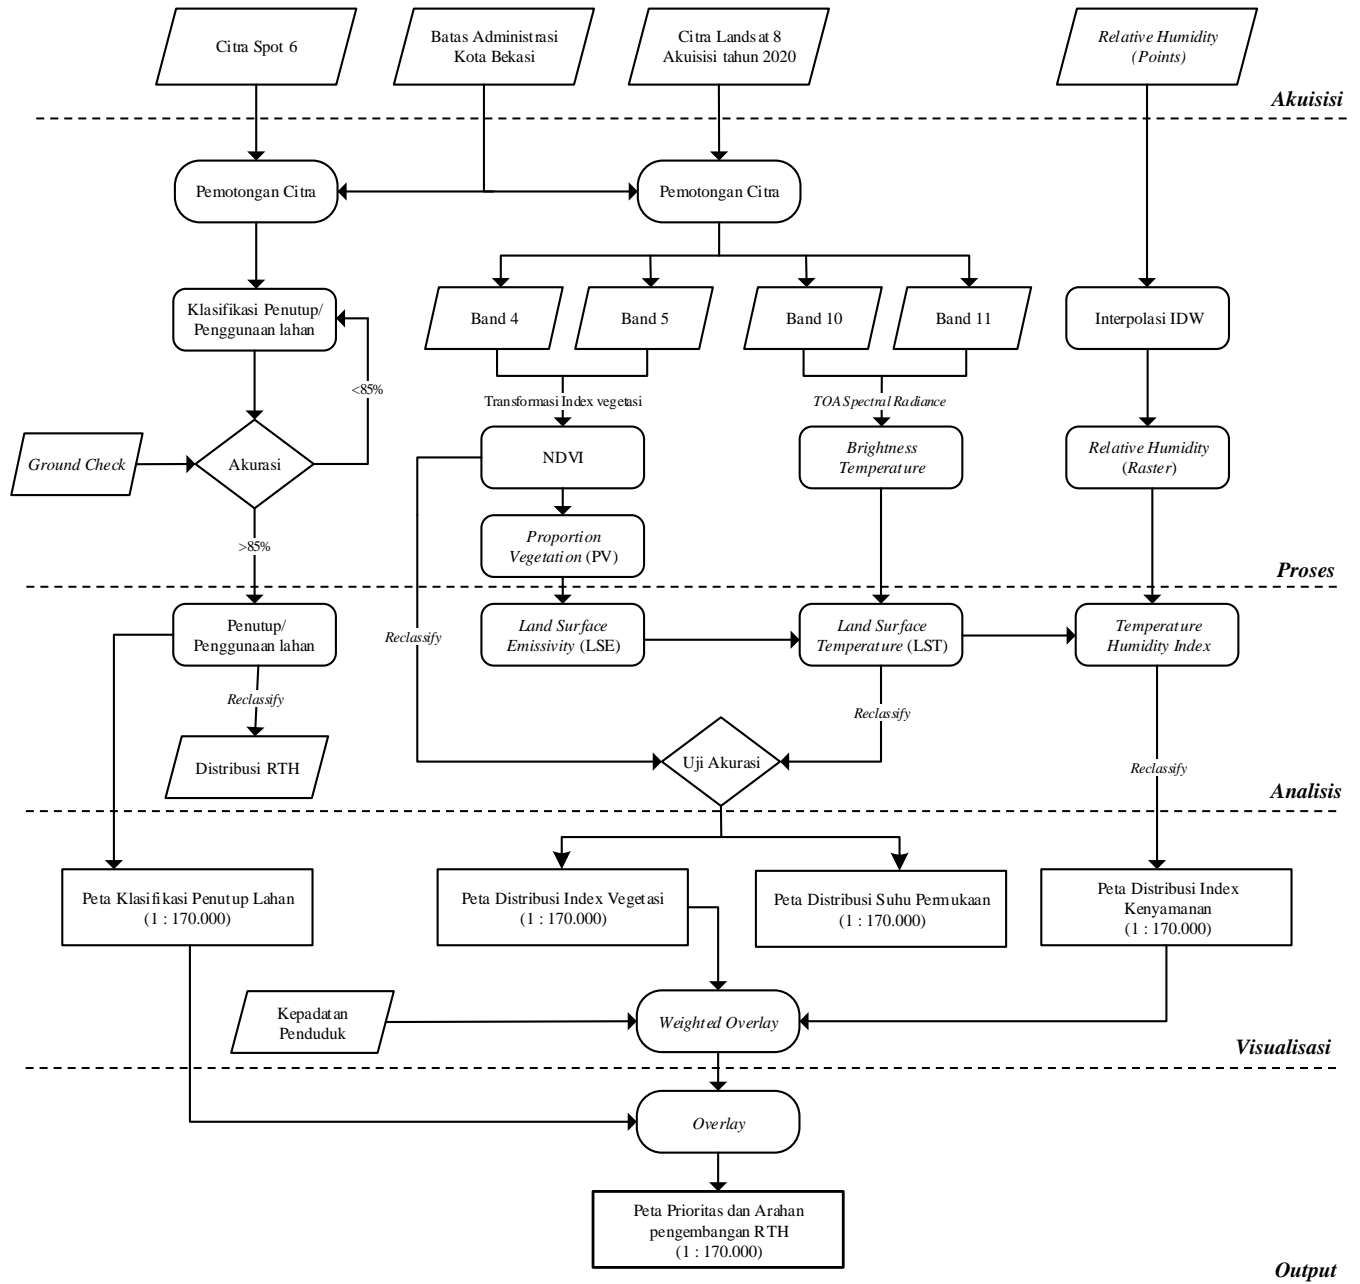 Citra Spot 6
Batas Administrasi
Kota Bekasi
Citra Landsat 8
Akuisisi tahun 2020
Relative Humidity
(Points)
Akuisisi
Pemotongan Citra
Pemotongan Citra
Klasifikasi Penutup/
Penggunaan lahan
Band 4
Band 5
Band 10
Band 11
Interpolasi IDW
<85%
Transformasi Index vegetasi
TOA Spectral Radiance
Ground Check
Akurasi
NDVI
Brightness
Temperature
Relative Humidity
(Raster)
>85%
Proportion
Vegetation (PV)
Proses
Penutup/
Penggunaan lahan
Reclassify
Land Surface
Emissivity (LSE)
Land Surface
Temperature (LST)
Temperature
Humidity Index
Reclassify
Reclassify
Distribusi RTH
Uji Akurasi
Reclassify
Analisis
Peta Klasifikasi Penutup Lahan
(1 : 170.000)
Peta Distribusi Index Vegetasi
(1 : 170.000)
Peta Distribusi Suhu Permukaan
(1 : 170.000)
Peta Distribusi Index
Kenyamanan
(1 : 170.000)
Kepadatan
Penduduk
Weighted Overlay
Visualisasi
Overlay
Peta Prioritas dan Arahan
pengembangan RTH
(1 : 170.000)
Output